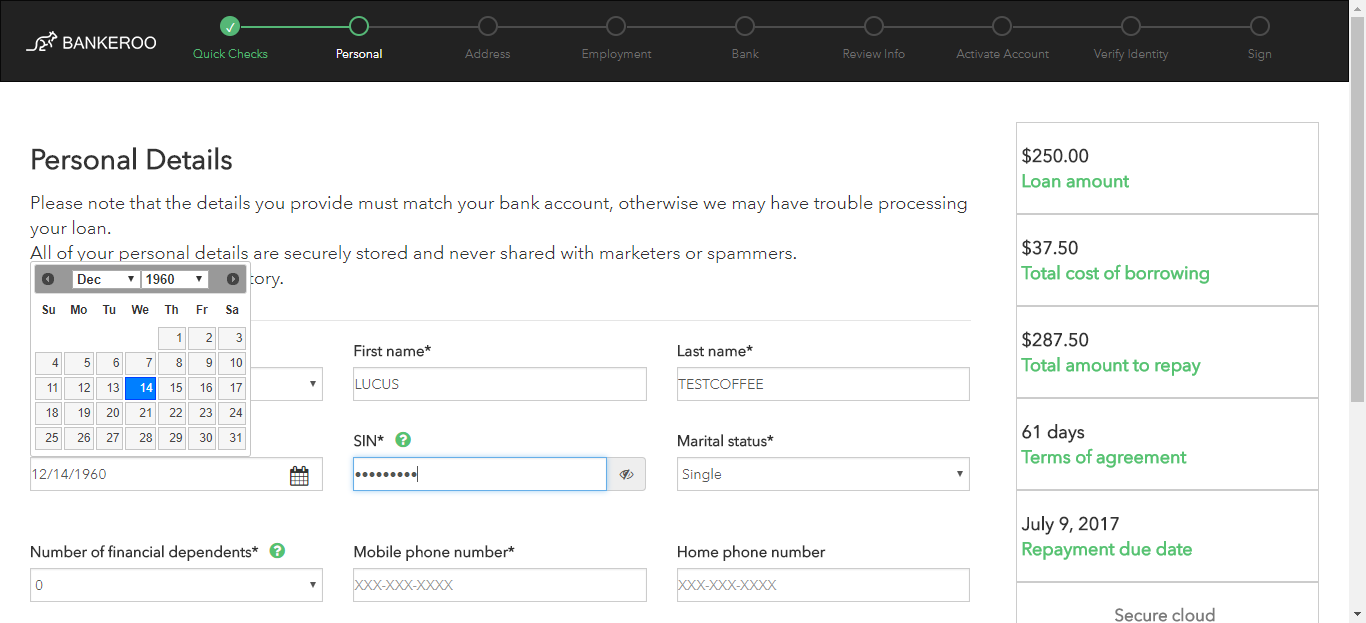 BANKEROO
Quick Checks
Personal
Address
Employment
Bank
Review Info
Activate Account
Verify Identity
Sign
Personal Details
Please note that the details you provide must match your bank account, otherwise we may have trouble processing
your loan.
All of your personal details are securely stored and never shared with marketers or spammers.
tory.
Dec 1960
Su Mo Tu We Th Fr Sa
1 2 3
4 5 6 7 8 9 10
11 12 13 14 15 16 17
18 19 20 21 22 23 24
25 26 27 28 29 30 31
First name*
LUCUS
Last name*
TESTCOFFEE
12/14/1960
SIN* ?
•••••••••
Marital status*
Single
Number of financial dependents* ?
0
Mobile phone number*
XXX-XXX-XXXX
Home phone number
XXX-XXX-XXXX
$250.00
Loan amount
$37.50
Total cost of borrowing
$287.50
Total amount to repay
61 days
Terms of agreement
July 9, 2017
Repayment due date
Secure cloud